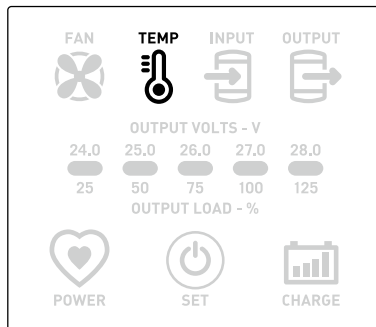 FAN TEMP INPUT OUTPUT
OUTPUT VOLTS - V
24.0 25.0 26.0 27.0 28.0
25 50 75 100 125
OUTPUT LOAD - %
POWER SET CHARGE